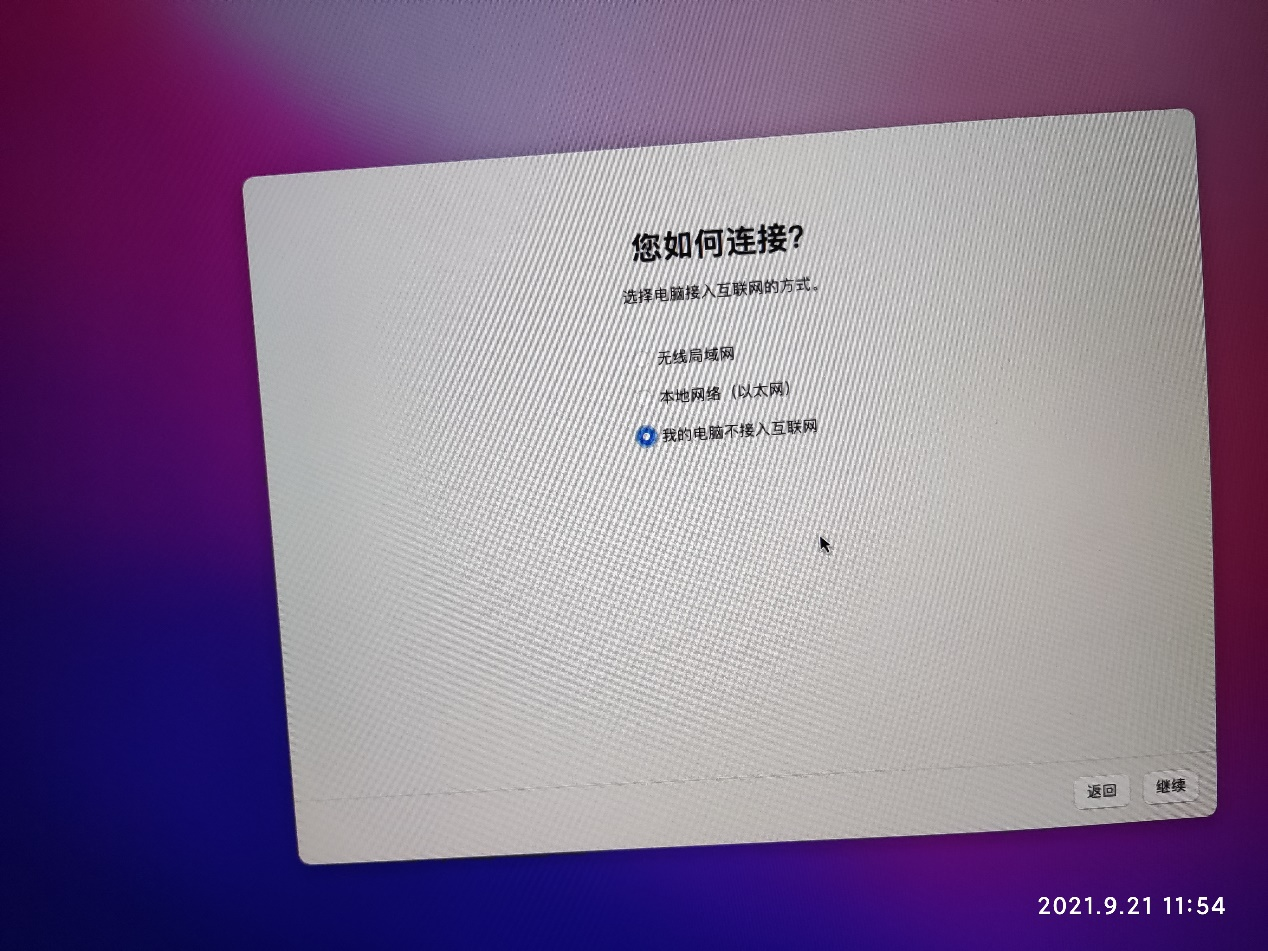 您如何连接？
选择电脑接入互联网的方式。
无线局域网
本地网络（以太网）
我的电脑不接入互联网
返回
继续
2021.9.21 11:54